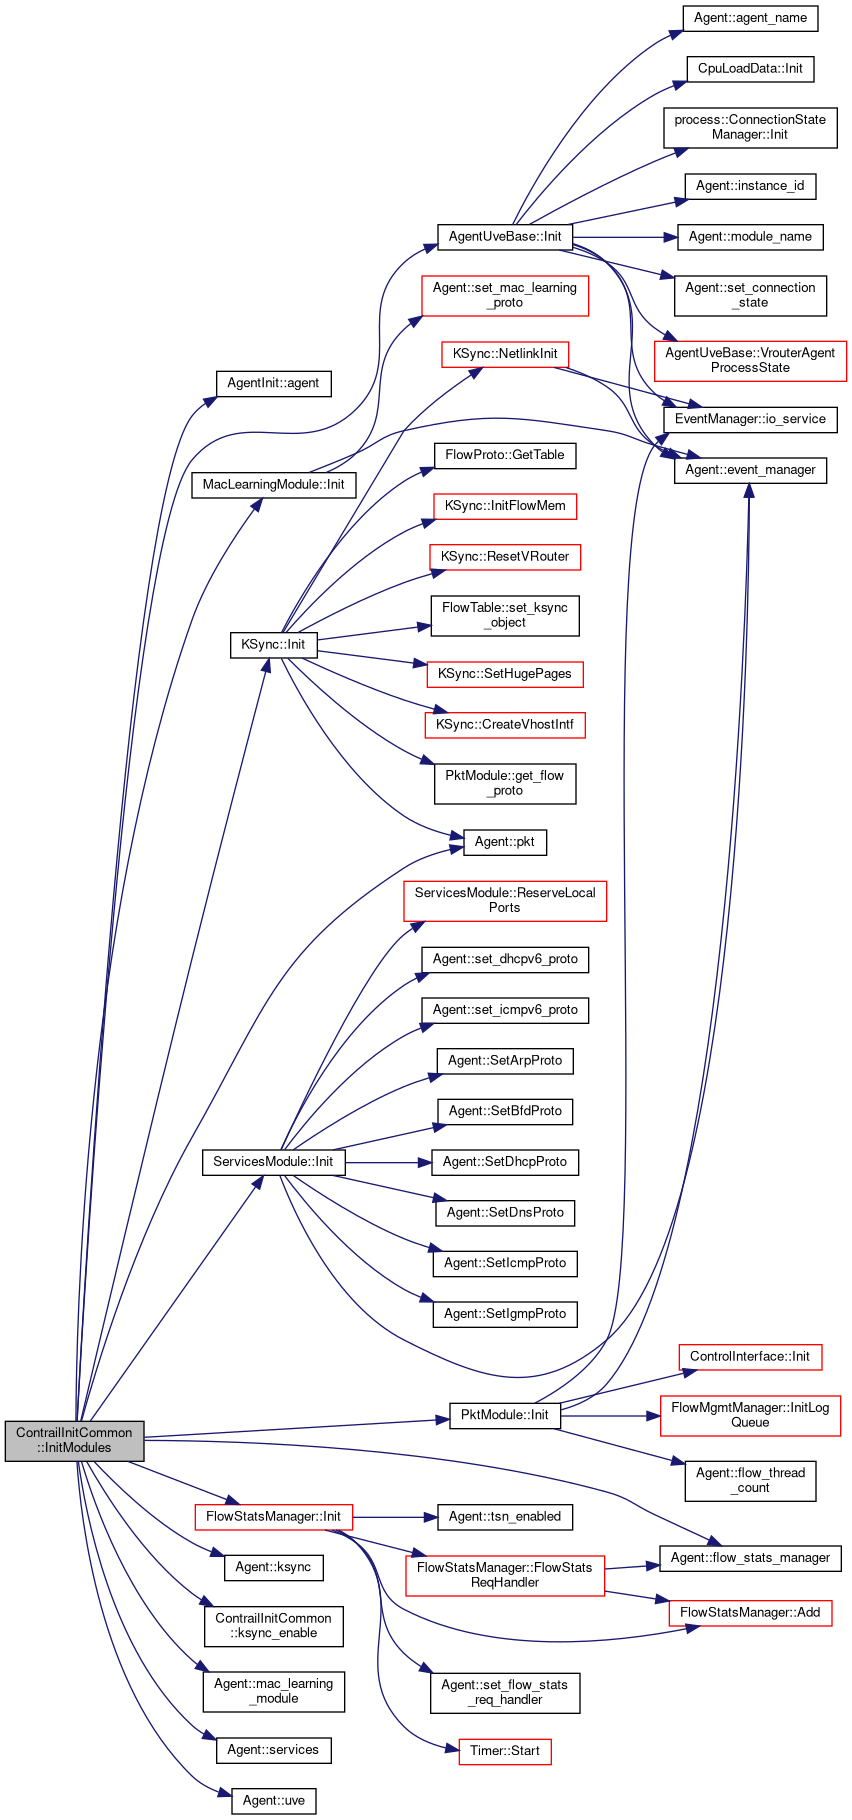 Agent::agent_name
CpuLoadData::Init
process::ConnectionState
Manager::Init
Agent::instance_id
AgentUveBase::Init
Agent::module_name
Agent::set_connection
_state
Agent::set_mac_learning
_proto
AgentUveBase::VrouterAgent
ProcessState
KSync::NetlinkInit
AgentInit::agent
EventManager::io_service
FlowProto::GetTable
Agent::event_manager
MacLearningModule::Init
KSync::InitFlowMem
KSync::ResetVRouter
FlowTable::set_ksync
_object
KSync::Init
KSync::SetHugePages
KSync::CreateVhostIntf
PktModule::get_flow
_proto
Agent::pkt
ServicesModule::ReserveLocal
Ports
Agent::set_dhcpv6_proto
Agent::set_icmpv6_proto
Agent::SetArpProto
Agent::SetBfdProto
ServicesModule::Init
Agent::SetDhcpProto
Agent::SetDnsProto
Agent::SetIcmpProto
Agent::SetIgmpProto
ControlInterface::Init
PktModule::Init
FlowMgmtManager::InitLog
Queue
ContrailInitCommon
::InitModules
Agent::flow_thread
_count
FlowStatsManager::Init
Agent::tsn_enabled
Agent::flow_stats_manager
Agent::ksync
FlowStatsManager::FlowStats
ReqHandler
FlowStatsManager::Add
ContrailInitCommon
::ksync_enable
Agent::mac_learning
_module
Agent::set_flow_stats
_req_handler
Agent::services
Timer::Start
Agent::uve